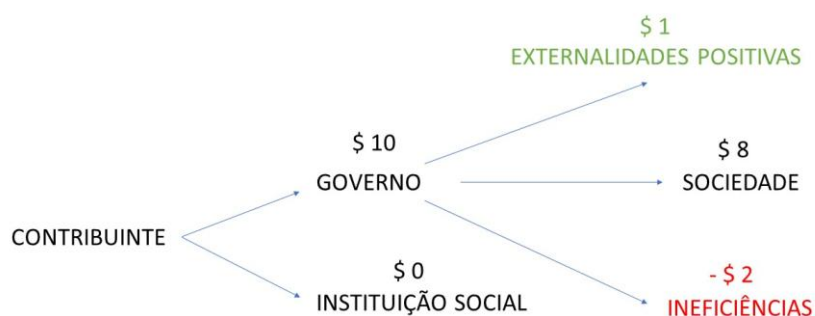 $ 1
EXTERNALIDADES POSITIVAS
$ 10
GOVERNO
$ 8
SOCIEDADE
CONTRIBUINTE
$ 0
INSTITUIÇÃO SOCIAL
- $ 2
INEFICIÊNCIAS